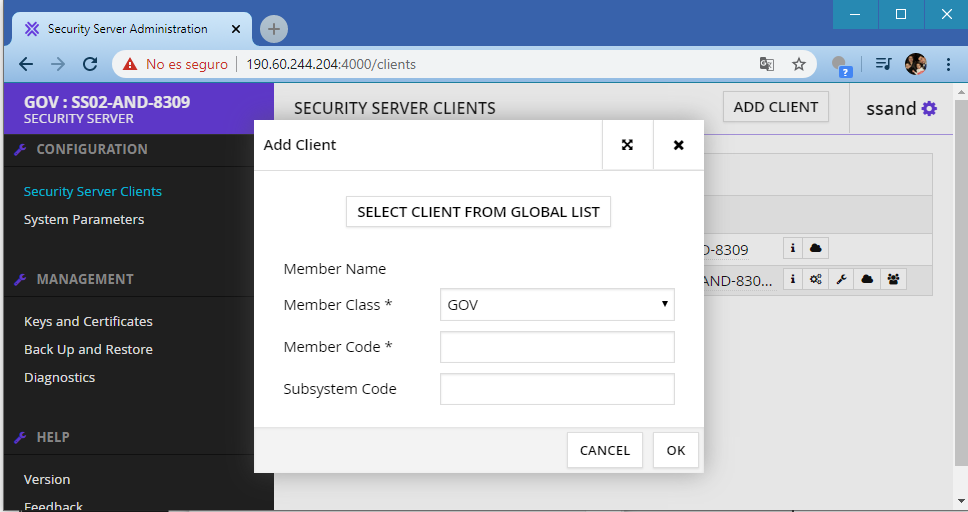 Security Server Administration
No es seguro | 190.60.244.204:4000/clients
GOV : SS02-AND-8309
SECURITY SERVER
SECURITY SERVER CLIENTS
ADD CLIENT
ssand
CONFIGURATION
Security Server Clients
System Parameters
MANAGEMENT
Keys and Certificates
Back Up and Restore
Diagnostics
HELP
Version
Feedback
Add Client
SELECT CLIENT FROM GLOBAL LIST
Member Name
Member Class *
GOV
Member Code *
Subsystem Code
CANCEL
OK
D-8309
AND-830...